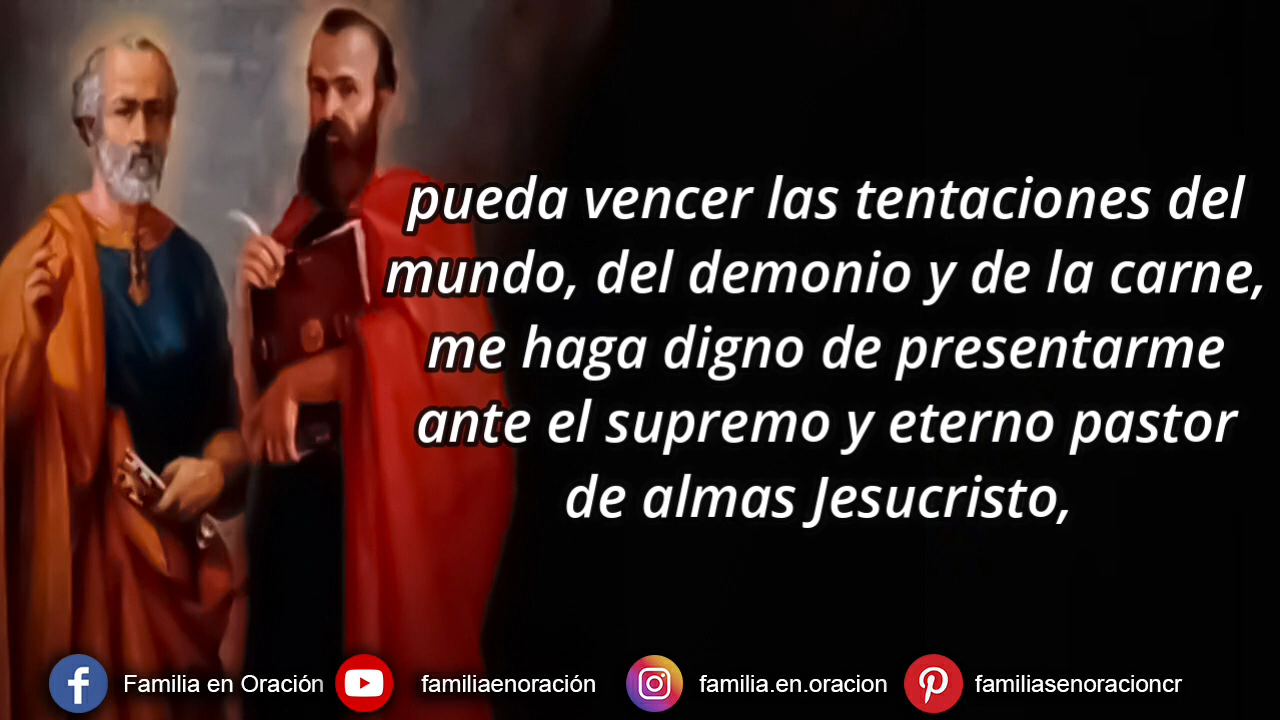 pueda vencer las tentaciones del
mundo, del demonio y de la carne,
me haga digno de presentarme
ante el supremo y eterno pastor
de almas Jesucristo,
Familia en Oración familiaenoración familia.en.oracion familiasenoracioncr